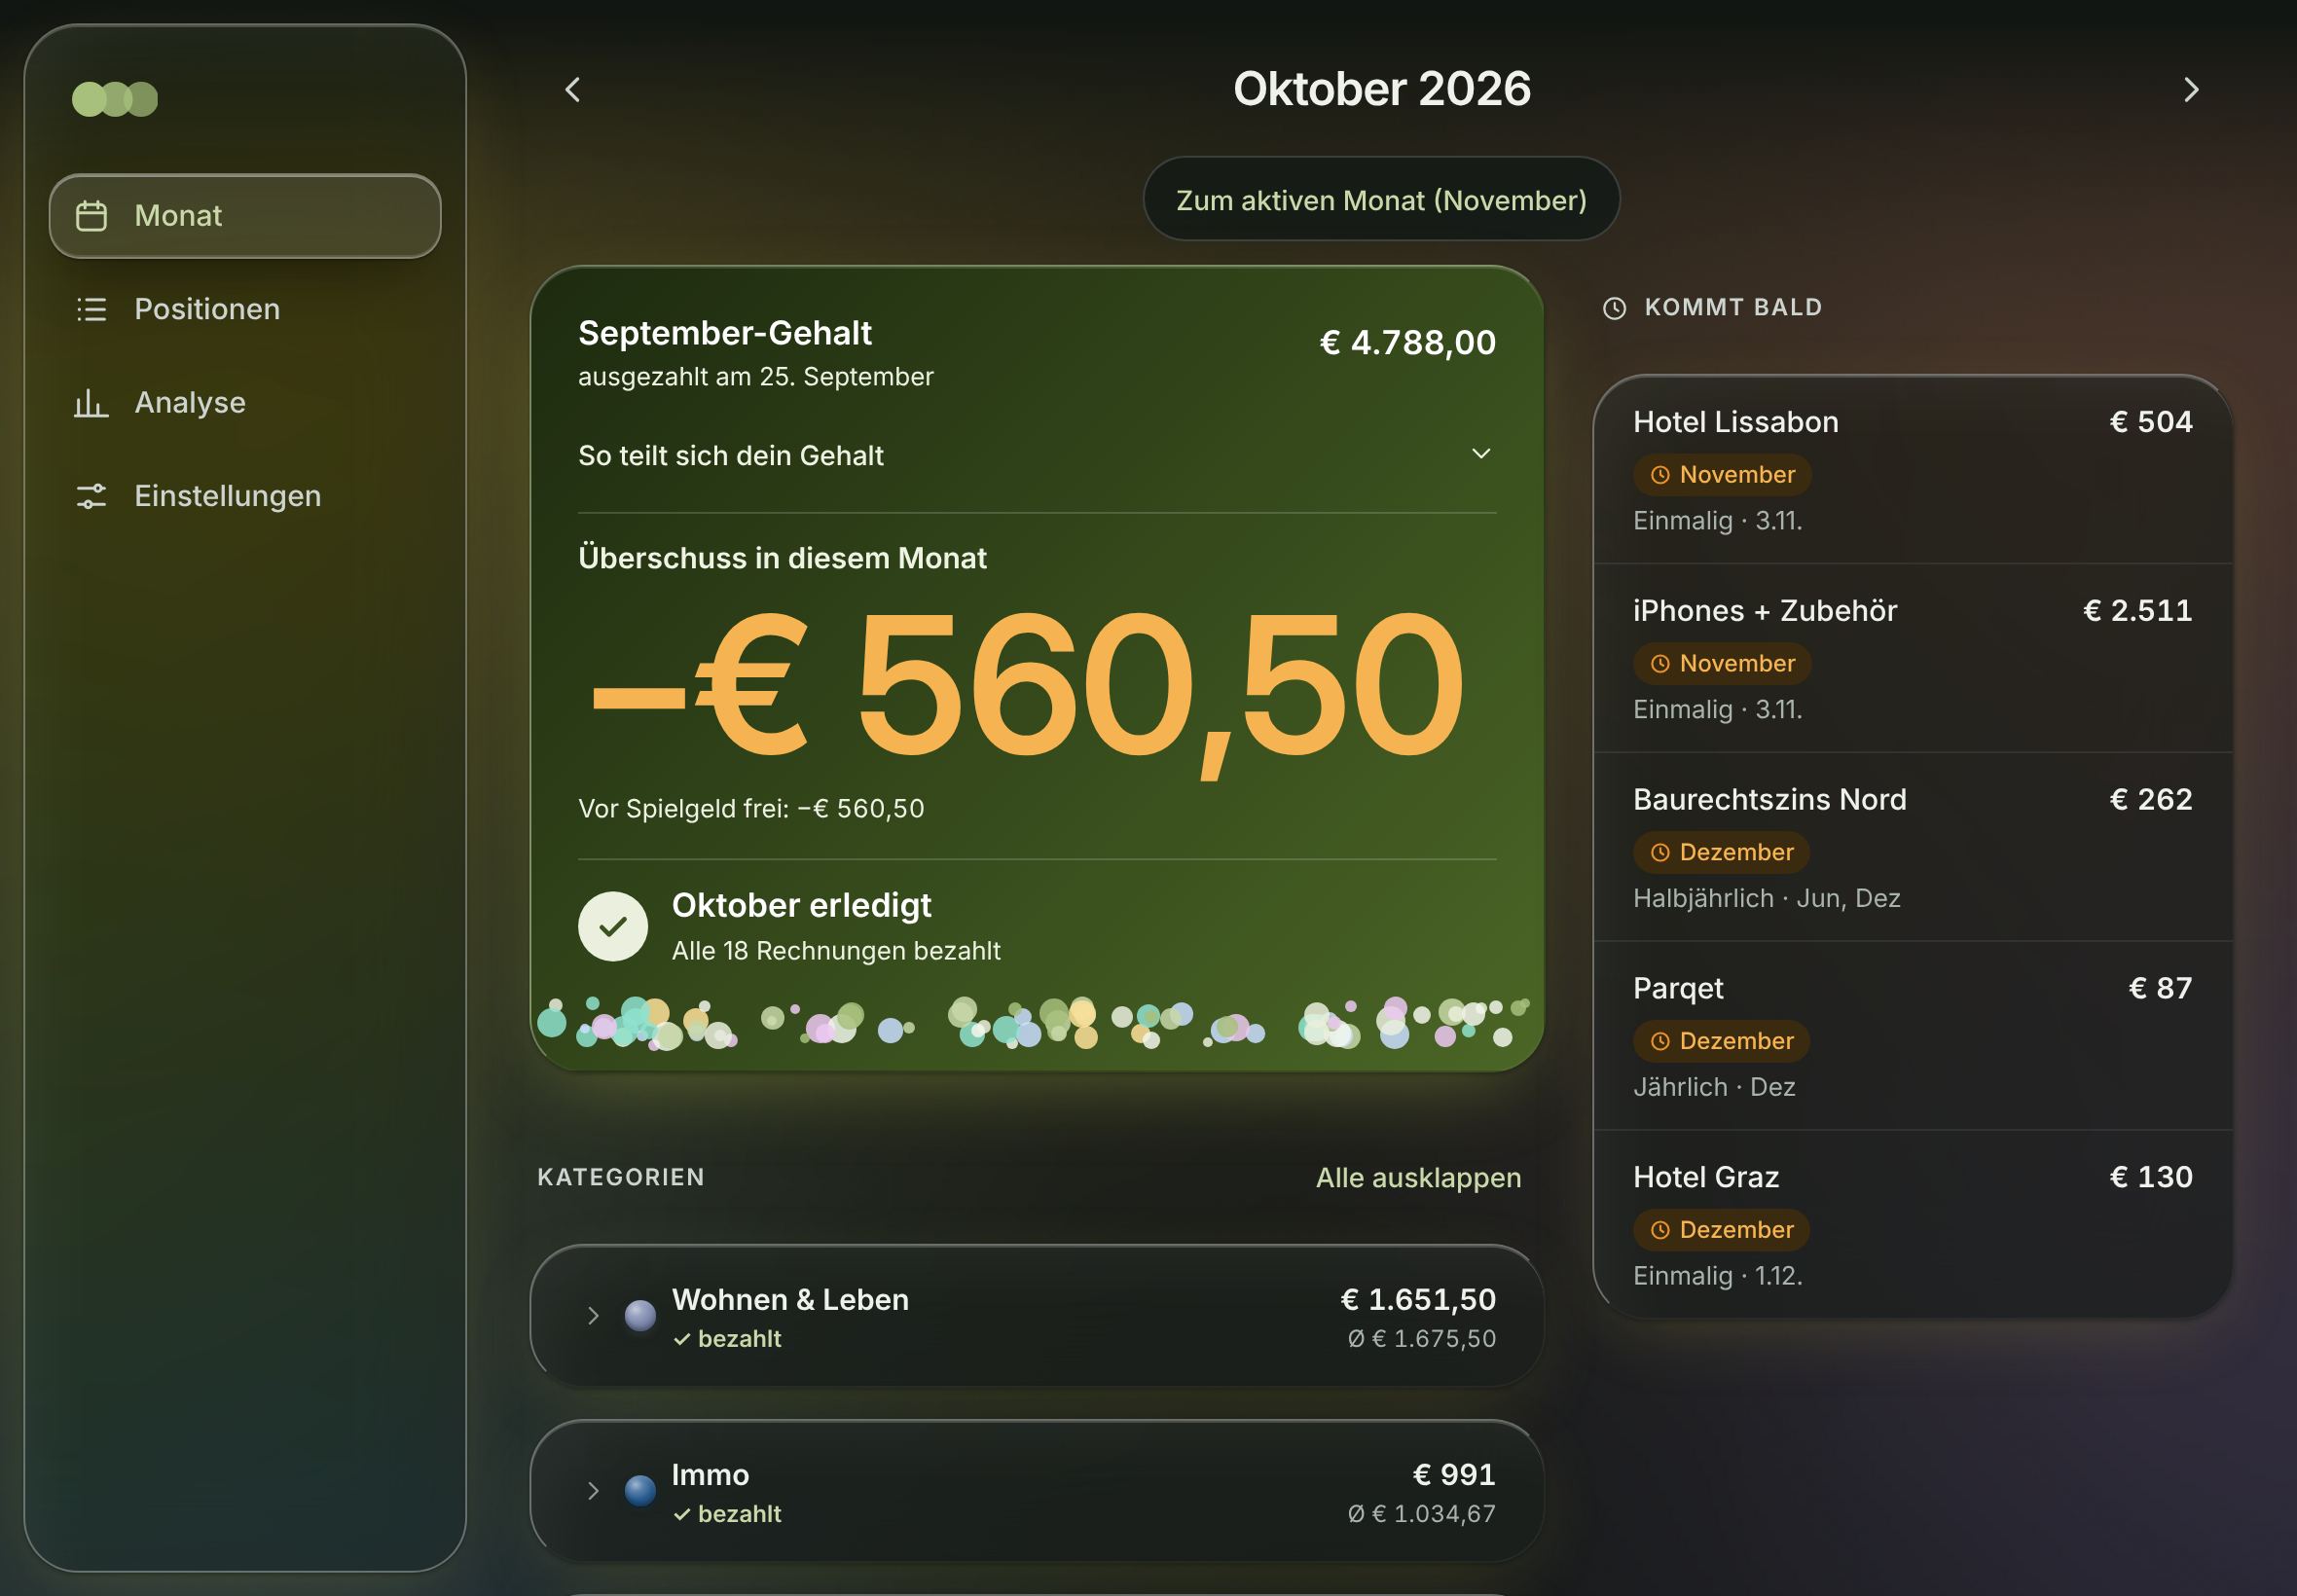 Monat
Positionen
Analyse
Einstellungen
Oktober 2026
Zum aktiven Monat (November)
September-Gehalt
€ 4.788,00
ausgezahlt am 25. September
So teilt sich dein Gehalt
Überschuss in diesem Monat
−€ 560,50
Vor Spielgeld frei: −€ 560,50
Oktober erledigt
Alle 18 Rechnungen bezahlt
KATEGORIEN
Alle ausklappen
Wohnen & Leben
€ 1.651,50
bezahlt
Ø € 1.675,50
Immo
€ 991
bezahlt
Ø € 1.034,67
KOMMT BALD
Hotel Lissabon
€ 504
November
Einmalig · 3.11.
iPhones + Zubehör
€ 2.511
November
Einmalig · 3.11.
Baurechtszins Nord
€ 262
Dezember
Halbjährlich · Jun, Dez
Parqet
€ 87
Dezember
Jährlich · Dez
Hotel Graz
€ 130
Dezember
Einmalig · 1.12.